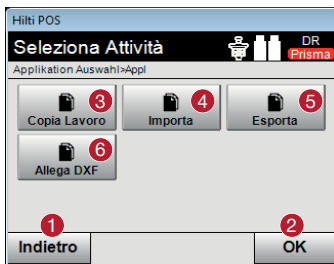 Hilti POS
Seleziona Attività
DR
Prisma
Applikation Auswahl>Appl
3 4 5
Copia Lavoro Importa Esporta
6
Allega DXF
1 2
Indietro OK